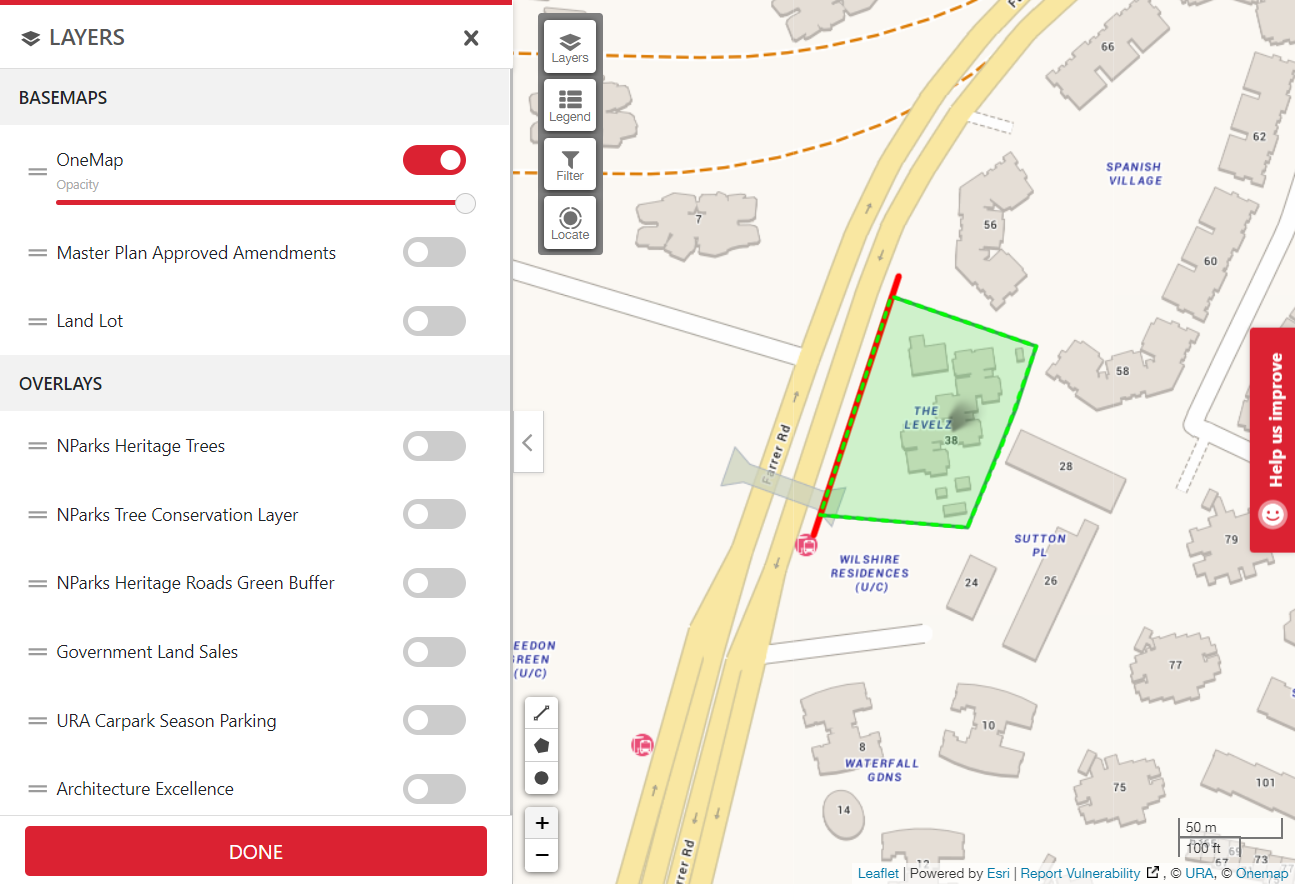 LAYERS
BASEMAPS
OneMap
Opacity
Master Plan Approved Amendments
Land Lot
OVERLAYS
NParks Heritage Trees
NParks Tree Conservation Layer
NParks Heritage Roads Green Buffer
Government Land Sales
URA Carpark Season Parking
Architecture Excellence
DONE
Layers
Legend
Filter
Locate
66
62
SPANISH
VILLAGE
7
56
60
58
THE
LEVELZ
38
Farrer Rd
28
Help us improve
SUTTON
PL
79
WILSHIRE
RESIDENCES
(U/C)
24
26
EEDON
GREEN
(U/C)
77
10
8
WATERFALL
GDNS
75
101
14
12
Farrer Rd
50 m
100 ft
69
67
73
+
−
Leaflet | Powered by Esri | Report Vulnerability , © URA, © Onemap